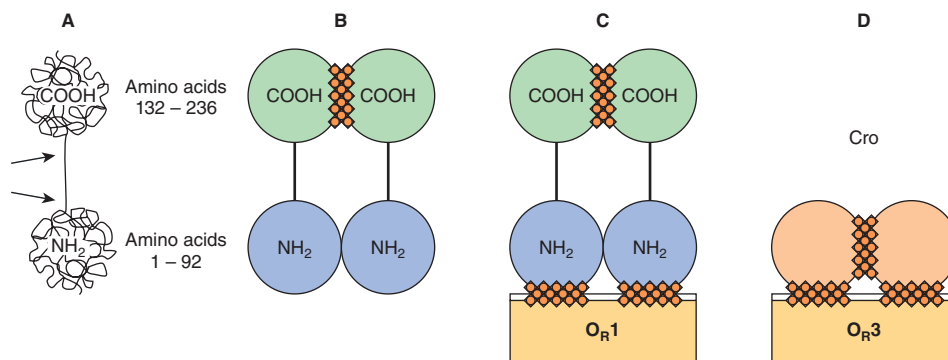 A
B
C
D
COOH
Amino acids
132 – 236
COOH
COOH
COOH
COOH
Cro
NH2
Amino acids
1 – 92
NH2
NH2
NH2
NH2
OR1
OR3